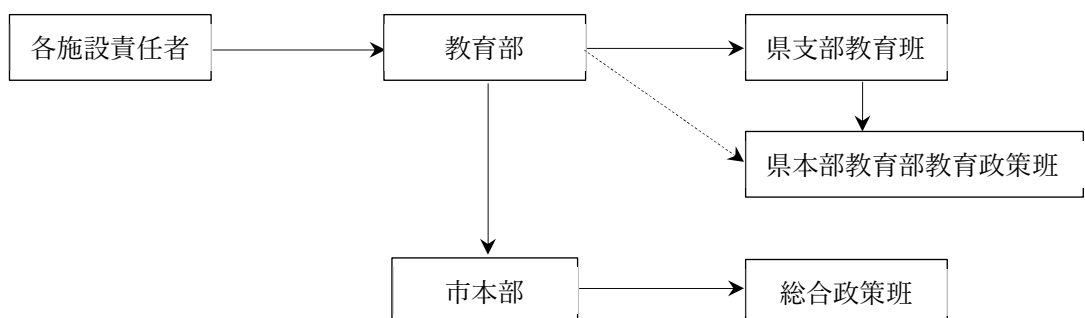 各施設責任者
教育部
県支部教育班
県本部教育部教育政策班
市本部
総合政策班